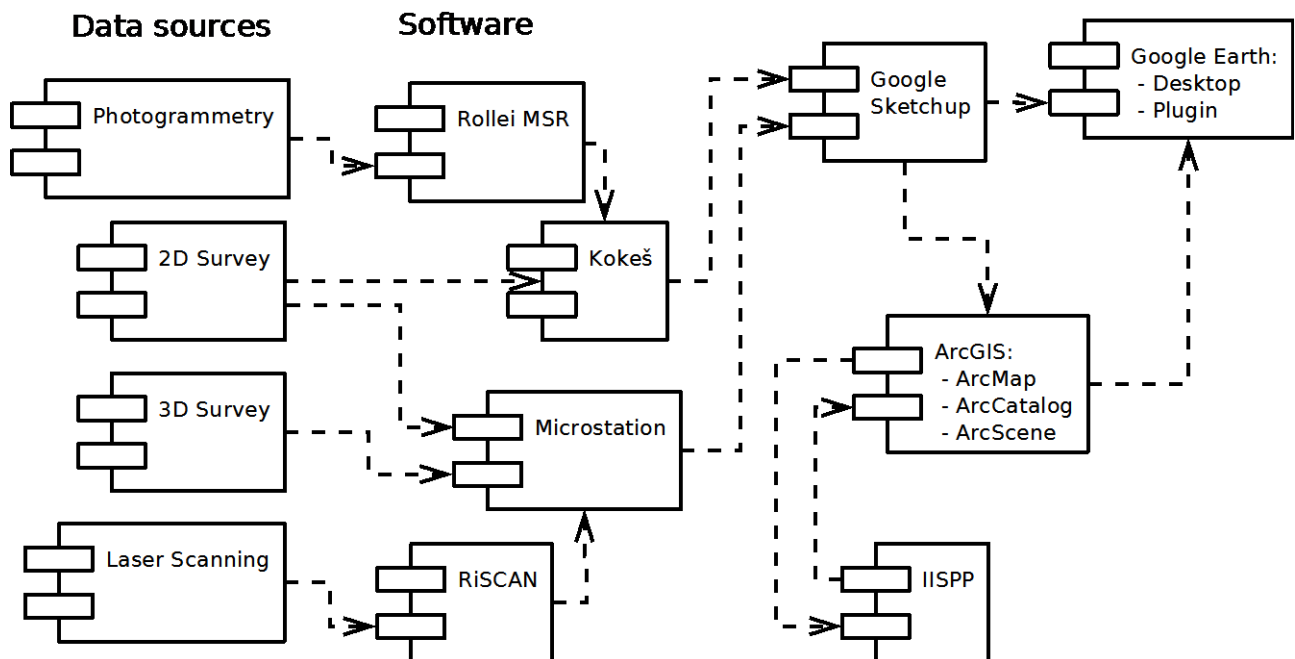 Data sources
Software
Photogrammetry
Rollei MSR
Google
Sketchup
Google Earth:
- Desktop
- Plugin
2D Survey
Kokeš
3D Survey
Microstation
ArcGIS:
- ArcMap
- ArcCatalog
- ArcScene
Laser Scanning
RiSCAN
IISPP